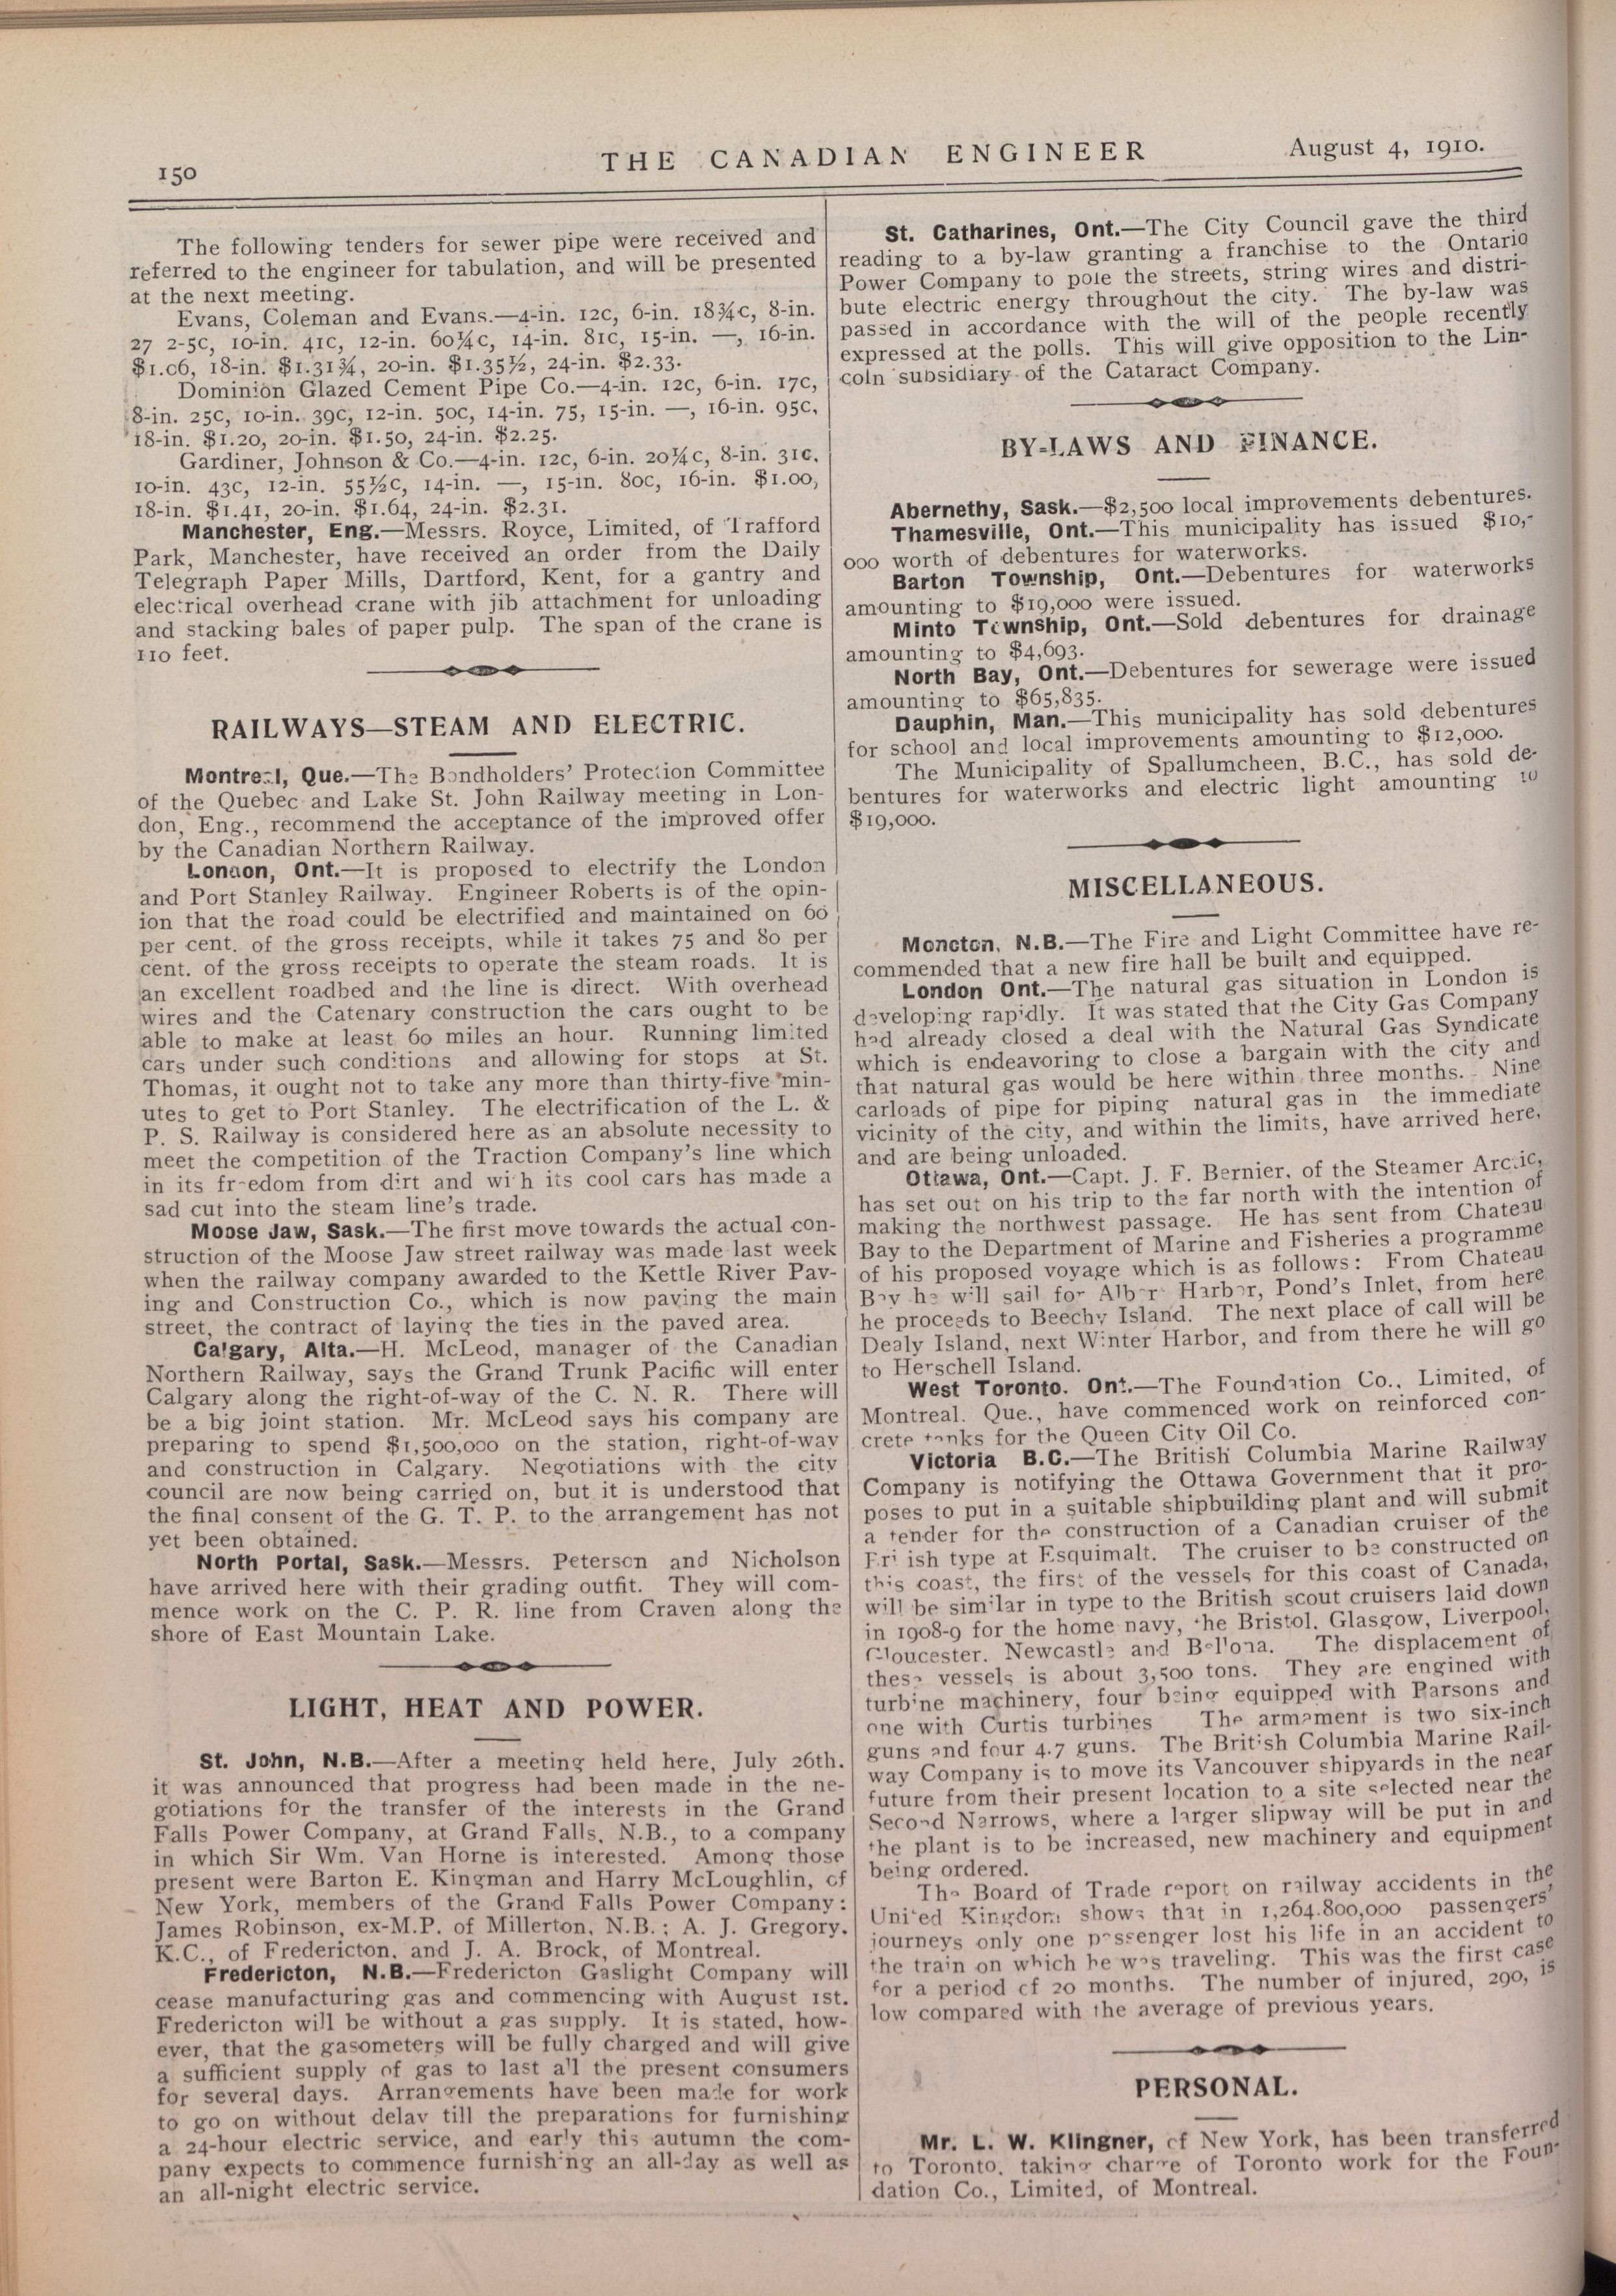 150
THE CANADIAN ENGINEER
August 4, 1910.
The following tenders for sewer pipe were received and
referred to the engineer for tabulation, and will be presented
at the next meeting.
Evans, Coleman and Evans.—4-in. 12c, 6-in. 18¾c, 8-in.
27 2-5c, 10-in. 41c, 12-in. 60¼c, 14-in. 81c, 15-in. —, 16-in.
$1.06, 18-in. $1.31¾, 20-in. $1.35½, 24-in. $2.33.
Dominion Glazed Cement Pipe Co.—4-in. 12c, 6-in. 17c,
8-in. 25c, 10-in. 39c, 12-in. 50c, 14-in. 75, 15-in. —, 16-in. 95c,
18-in. $1.20, 20-in. $1.50, 24-in. $2.25.
Gardiner, Johnson & Co.—4-in. 12c, 6-in. 20¼c, 8-in. 31c,
10-in. 43c, 12-in. 55½c, 14-in. —, 15-in. 80c, 16-in. $1.00,
18-in. $1.41, 20-in. $1.64, 24-in. $2.31.
Manchester, Eng.—Messrs. Royce, Limited, of Trafford
Park, Manchester, have received an order from the Daily
Telegraph Paper Mills, Dartford, Kent, for a gantry and
electrical overhead crane with jib attachment for unloading
and stacking bales of paper pulp. The span of the crane is
110 feet.
RAILWAYS—STEAM AND ELECTRIC.
Montreal, Que.—The Bondholders' Protection Committee
of the Quebec and Lake St. John Railway meeting in Lon-
don, Eng., recommend the acceptance of the improved offer
by the Canadian Northern Railway.
London, Ont.—It is proposed to electrify the London
and Port Stanley Railway. Engineer Roberts is of the opin-
ion that the road could be electrified and maintained on 60
per cent. of the gross receipts, while it takes 75 and 80 per
cent. of the gross receipts to operate the steam roads. It is
an excellent roadbed and the line is direct. With overhead
wires and the Catenary construction the cars ought to be
able to make at least 60 miles an hour. Running limited
cars under such conditions and allowing for stops at St.
Thomas, it ought not to take any more than thirty-five min-
utes to get to Port Stanley. The electrification of the L. &
P. S. Railway is considered here as an absolute necessity to
meet the competition of the Traction Company's line which
in its freedom from dirt and with its cool cars has made a
sad cut into the steam line's trade.
Moose Jaw, Sask.—The first move towards the actual con-
struction of the Moose Jaw street railway was made last week
when the railway company awarded to the Kettle River Pav-
ing and Construction Co., which is now paving the main
street, the contract of laying the ties in the paved area.
Calgary, Alta.—H. McLeod, manager of the Canadian
Northern Railway, says the Grand Trunk Pacific will enter
Calgary along the right-of-way of the C. N. R. There will
be a big joint station. Mr. McLeod says his company are
preparing to spend $1,500,000 on the station, right-of-way
and construction in Calgary. Negotiations with the city
council are now being carried on, but it is understood that
the final consent of the G. T. P. to the arrangement has not
yet been obtained.
North Portal, Sask.—Messrs. Peterson and Nicholson
have arrived here with their grading outfit. They will com-
mence work on the C. P. R. line from Craven along the
shore of East Mountain Lake.
LIGHT, HEAT AND POWER.
St. John, N.B.—After a meeting held here, July 26th,
it was announced that progress had been made in the ne-
gotiations for the transfer of the interests in the Grand
Falls Power Company, at Grand Falls, N.B., to a company
in which Sir Wm. Van Horne is interested. Among those
present were Barton E. Kingman and Harry McLoughlin, of
New York, members of the Grand Falls Power Company:
James Robinson, ex-M.P. of Millerton, N.B.; A. J. Gregory,
K.C., of Fredericton, and J. A. Brock, of Montreal.
Fredericton, N.B.—Fredericton Gaslight Company will
cease manufacturing gas and commencing with August 1st.
Fredericton will be without a gas supply. It is stated, how-
ever, that the gasometers will be fully charged and will give
a sufficient supply of gas to last all the present consumers
for several days. Arrangements have been made for work
to go on without delay till the preparations for furnishing
a 24-hour electric service, and early this autumn the com-
pany expects to commence furnishing an all-day as well as
an all-night electric service.
St. Catharines, Ont.—The City Council gave the third
reading to a by-law granting a franchise to the Ontario
Power Company to pole the streets, string wires and distri-
bute electric energy throughout the city. The by-law was
passed in accordance with the will of the people recently
expressed at the polls. This will give opposition to the Lin-
coln subsidiary of the Cataract Company.
BY-LAWS AND FINANCE.
Abernethy, Sask.—$2,500 local improvements debentures.
Thamesville, Ont.—This municipality has issued $10,-
000 worth of debentures for waterworks.
Barton Township, Ont.—Debentures for waterworks
amounting to $19,000 were issued.
Minto Township, Ont.—Sold debentures for drainage
amounting to $4,693.
North Bay, Ont.—Debentures for sewerage were issued
amounting to $65,835.
Dauphin, Man.—This municipality has sold debentures
for school and local improvements amounting to $12,000.
The Municipality of Spallumcheen, B.C., has sold de-
bentures for waterworks and electric light amounting to
$19,000.
MISCELLANEOUS.
Moncton, N.B.—The Fire and Light Committee have re-
commended that a new fire hall be built and equipped.
London Ont.—The natural gas situation in London is
developing rapidly. It was stated that the City Gas Company
had already closed a deal with the Natural Gas Syndicate
which is endeavoring to close a bargain with the city and
that natural gas would be here within three months. Nine
carloads of pipe for piping natural gas in the immediate
vicinity of the city, and within the limits, have arrived here,
and are being unloaded.
Ottawa, Ont.—Capt. J. F. Bernier, of the Steamer Arctic,
has set out on his trip to the far north with the intention of
making the northwest passage. He has sent from Chateau
Bay to the Department of Marine and Fisheries a programme
of his proposed voyage which is as follows: From Chateau
Bay he will sail for Alber Harbor, Pond's Inlet, from here
he proceeds to Beechy Island. The next place of call will be
Dealy Island, next Winter Harbor, and from there he will go
to Herschell Island.
West Toronto. Ont.—The Foundation Co., Limited, of
Montreal. Que., have commenced work on reinforced con-
crete tanks for the Queen City Oil Co.
Victoria B.C.—The British Columbia Marine Railway
Company is notifying the Ottawa Government that it pro-
poses to put in a suitable shipbuilding plant and will submit
a tender for the construction of a Canadian cruiser of the
British type at Esquimalt. The cruiser to be constructed on
this coast, the first of the vessels for this coast of Canada,
will be similar in type to the British scout cruisers laid down
in 1908-9 for the home navy, the Bristol, Glasgow, Liverpool,
Gloucester, Newcastle and Bellona. The displacement of
these vessels is about 3,500 tons. They are engined with
turbine machinery, four being equipped with Parsons and
one with Curtis turbines The armament is two six-inch
guns and four 4.7 guns. The British Columbia Marine Rail-
way Company is to move its Vancouver shipyards in the near
future from their present location to a site selected near the
Second Narrows, where a larger slipway will be put in and
the plant is to be increased, new machinery and equipment
being ordered.
The Board of Trade report on railway accidents in the
United Kingdom shows that in 1,264.800,000 passengers'
journeys only one passenger lost his life in an accident to
the train on which he was traveling. This was the first case
for a period of 20 months. The number of injured, 290, is
low compared with the average of previous years.
PERSONAL.
Mr. L. W. Klingner, of New York, has been transferred
to Toronto, taking charge of Toronto work for the Foun-
dation Co., Limited, of Montreal.